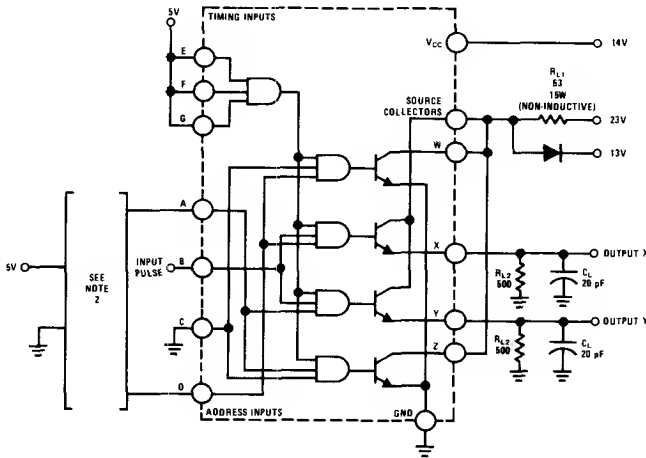 5V
TIMING INPUTS
E
F
G
VCC
14V
RL1
63
15W
(NON-INDUCTIVE)
SOURCE
COLLECTORS
23V
W
13V
A
5V
SEE
NOTE
2
INPUT
PULSE
B
X
OUTPUT X
RL2
500
CL
20 pF
C
Y
OUTPUT Y
Z
RL2
500
CL
20 pF
D
ADDRESS INPUTS
GND